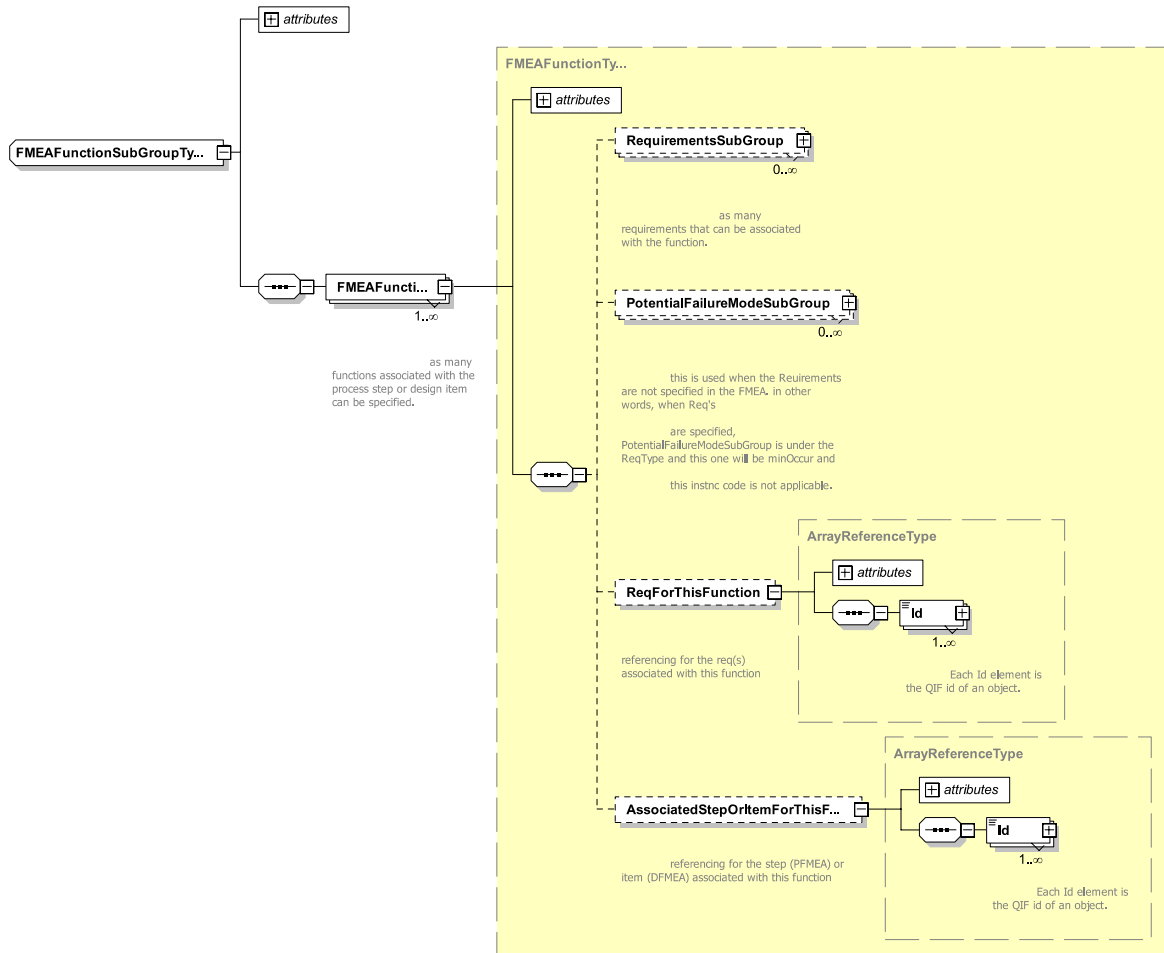 attributes
FMEAFunctionTy...
attributes
FMEAFunctionSubGroupTy...
RequirementsSubGroup
0..∞
as many
requirements that can be associated
with the function.
FMEAFuncti...
1..∞
PotentialFailureModeSubGroup
0..∞
as many
functions associated with the
process step or design item
can be specified.
this is used when the Reuirements
are not specified in the FMEA. in other
words, when Req's
are specified,
PotentialFailureModeSubGroup is under the
ReqType and this one will be minOccur and
this instnc code is not applicable.
ArrayReferenceType
attributes
ReqForThisFunction
Id
1..∞
referencing for the req(s)
associated with this function
Each Id element is
the QIF id of an object.
ArrayReferenceType
attributes
AssociatedStepOrItemForThisF...
Id
1..∞
referencing for the step (PFMEA) or
item (DFMEA) associated with this function
Each Id element is
the QIF id of an object.